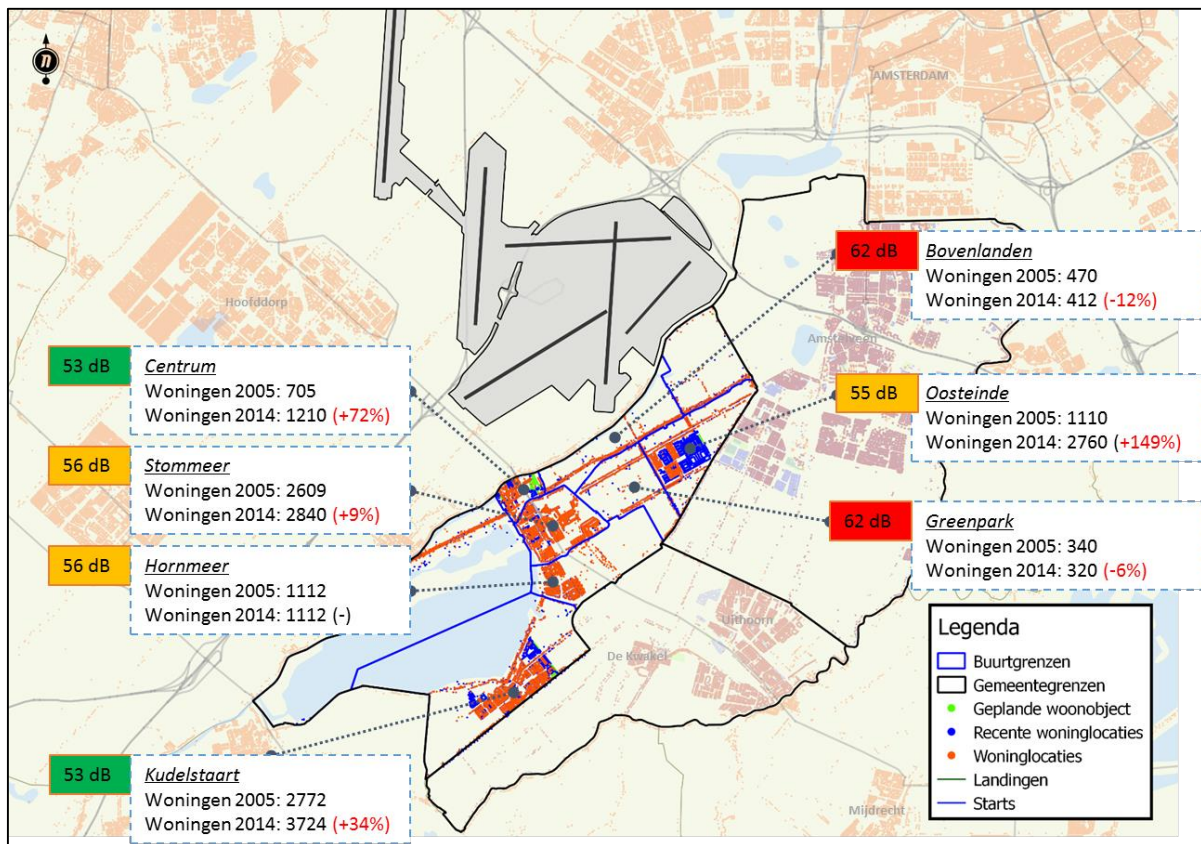 n
AMSTERDAM
Hoofddorp
Amstelveen
62 dB
Bovenlanden
Woningen 2005: 470
Woningen 2014: 412 (-12%)
53 dB
Centrum
Woningen 2005: 705
Woningen 2014: 1210 (+72%)
55 dB
Oosteinde
Woningen 2005: 1110
Woningen 2014: 2760 (+149%)
56 dB
Stommeer
Woningen 2005: 2609
Woningen 2014: 2840 (+9%)
62 dB
Greenpark
Woningen 2005: 340
Woningen 2014: 320 (-6%)
56 dB
Hornmeer
Woningen 2005: 1112
Woningen 2014: 1112 (-)
Uithoorn
De Kwakel
53 dB
Kudelstaart
Woningen 2005: 2772
Woningen 2014: 3724 (+34%)
Mijdrecht
Legenda
Buurtgrenzen
Gemeentegrenzen
Geplande woonobject
Recente woninglocaties
Woninglocaties
Landingen
Starts